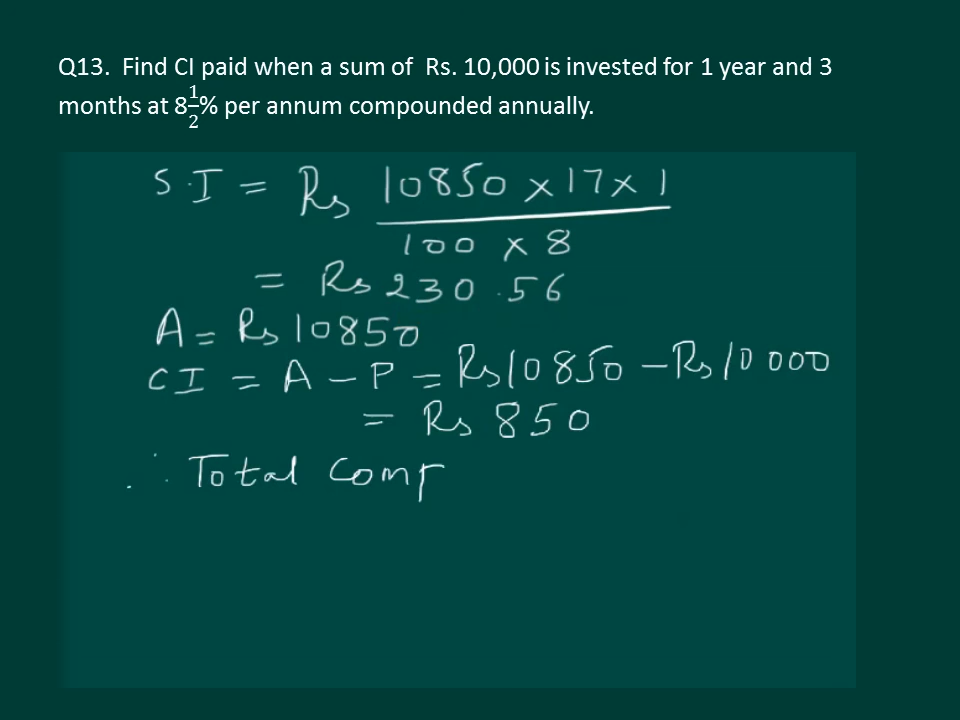 Q13. Find CI paid when a sum of Rs. 10,000 is invested for 1 year and 3
months at 8 1/2% per annum compounded annually.
S.I = Rs 10850 x 17 x 1
100 x 8
= Rs 230.56
A = Rs 10850
CI = A - P = Rs 10850 - Rs 10000
= Rs 850
∴ Total Comp